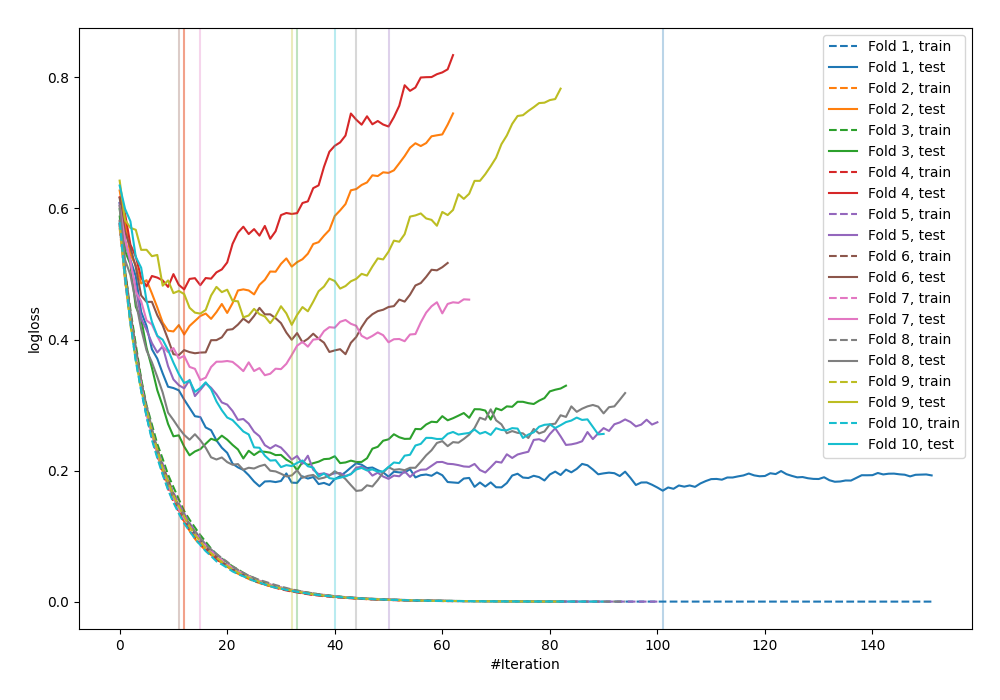 0.8
0.6
0.4
0.2
0.0
logloss
0
20
40
60
80
100
120
140
#Iteration
Fold 1, train
Fold 1, test
Fold 2, train
Fold 2, test
Fold 3, train
Fold 3, test
Fold 4, train
Fold 4, test
Fold 5, train
Fold 5, test
Fold 6, train
Fold 6, test
Fold 7, train
Fold 7, test
Fold 8, train
Fold 8, test
Fold 9, train
Fold 9, test
Fold 10, train
Fold 10, test